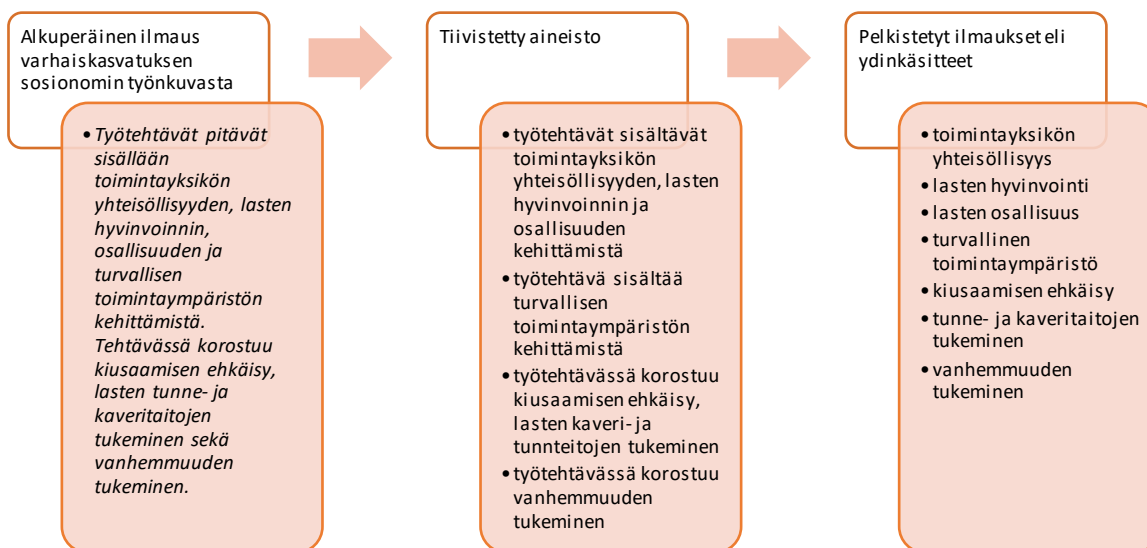 Alkuperäinen ilmaus
varhaiskasvatuksen
sosionomin työnkuvasta
• Työtehtävät pitävät
sisällään
toimintayksikön
yhteisöllisyyden, lasten
hyvinvoinnin,
osallisuuden ja
turvallisen
toimintaympäristön
kehittämistä.
Tehtävässä korostuu
kiusaamisen ehkäisy,
lasten tunne- ja
kaveritaitojen
tukeminen sekä
vanhemmuuden
tukeminen.
Tiivistetty aineisto
• työtehtävät sisältävät
toimintayksikön
yhteisöllisyyden, lasten
hyvinvoinnin ja
osallisuuden
kehittämistä
• työtehtävä sisältää
turvallisen
toimintaympäristön
kehittämistä
• työtehtävässä korostuu
kiusaamisen ehkäisy,
lasten kaveri- ja
tunnteitojen tukeminen
• työtehtävässä korostuu
vanhemmuuden
tukeminen
Pelkistetyt ilmaukset eli
ydinkäsitteet
• toimintayksikön
yhteisöllisyys
• lasten hyvinvointi
• lasten osallisuus
• turvallinen
toimintaympäristö
• kiusaamisen ehkäisy
• tunne- ja kaveritaitojen
tukeminen
• vanhemmuuden
tukeminen